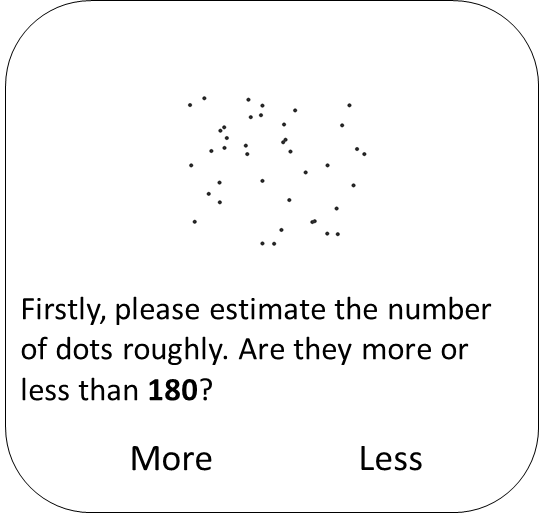 Firstly, please estimate the number
of dots roughly. Are they more or
less than 180?
More Less